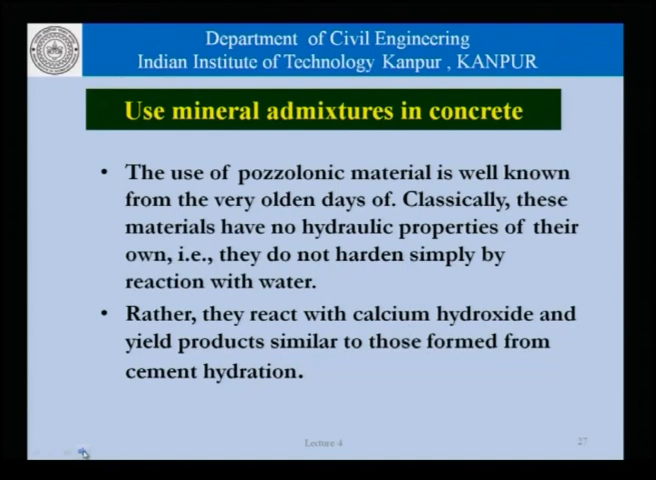 Department of Civil Engineering
Indian Institute of Technology Kanpur , KANPUR
Use mineral admixtures in concrete
• The use of pozzolonic material is well known
from the very olden days of. Classically, these
materials have no hydraulic properties of their
own, i.e., they do not harden simply by
reaction with water.
• Rather, they react with calcium hydroxide and
yield products similar to those formed from
cement hydration.
Lecture 4
27